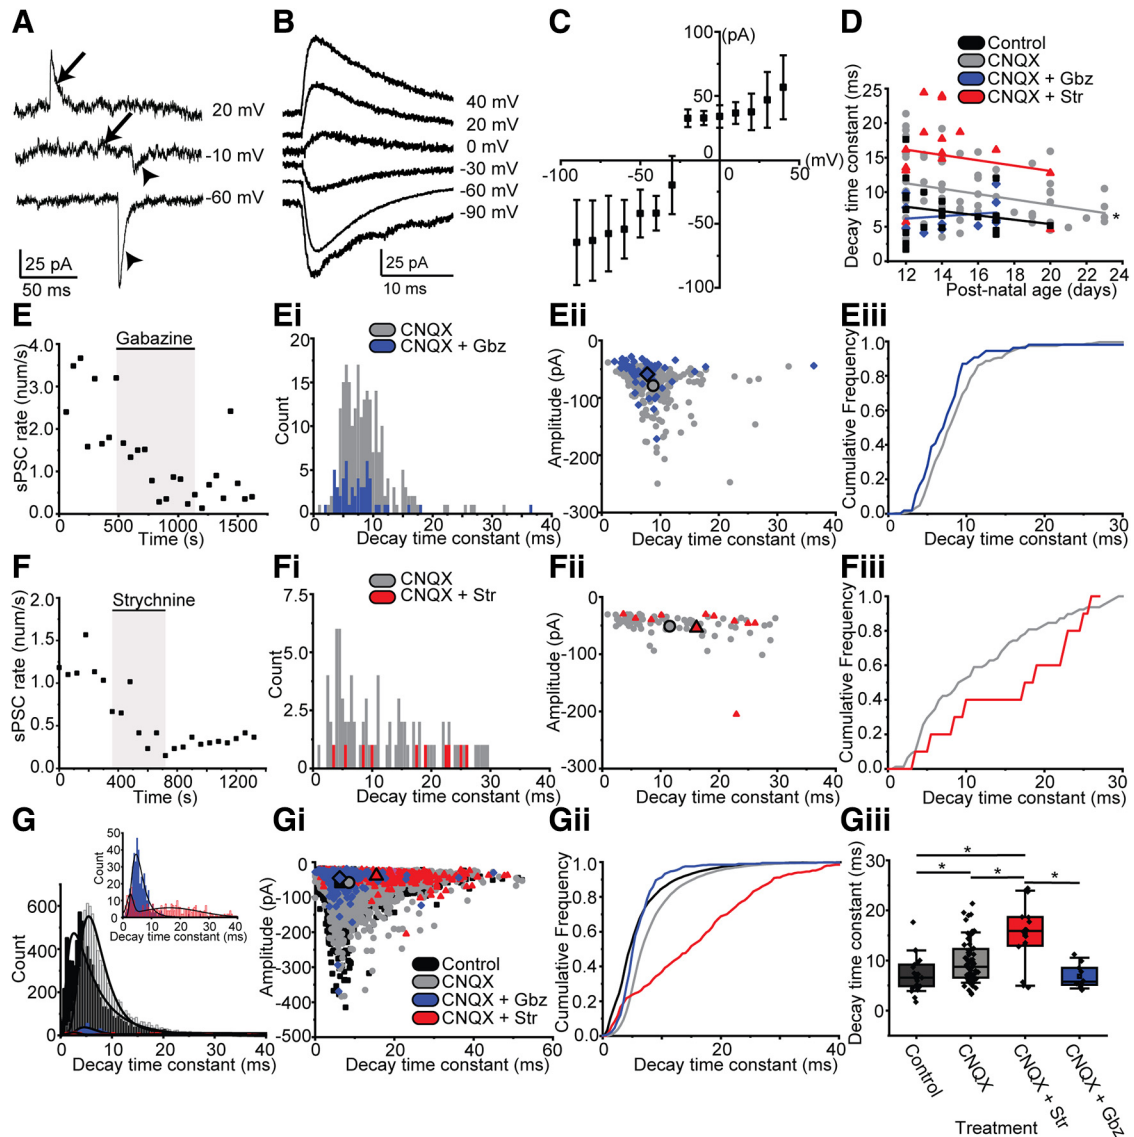 A
20 mV
-10 mV
-60 mV
25 pA
50 ms
B
40 mV
20 mV
0 mV
-30 mV
-60 mV
-90 mV
25 pA
10 ms
C
100
(pA)
50
0
(mV)
-100
-50
0
50
-50
-100
D
Control
CNQX
CNQX + Gbz
CNQX + Str
Decay time constant (ms)
25
20
15
10
5
0
*
12 14 16 18 20 22 24
Post-natal age (days)
E
Gabazine
sPSC rate (num/s)
4.0
3.0
2.0
1.0
0.0
0 500 1000 1500
Time (s)
Ei
CNQX
CNQX + Gbz
Count
20
15
10
5
0
0 10 20 30 40
Decay time constant (ms)
Eii
Amplitude (pA)
0
-100
-200
-300
0 10 20 30 40
Decay time constant (ms)
Eiii
Cumulative Frequency
1.0
0.8
0.6
0.4
0.2
0.0
0 10 20 30
Decay time constant (ms)
F
Strychnine
sPSC rate (num/s)
2.0
1.5
1.0
0.5
0.0
0 400 800 1200
Time (s)
Fi
CNQX
CNQX + Str
Count
7.5
5.0
2.5
0
0 10 20 30 40
Decay time constant (ms)
Fii
Amplitude (pA)
0
-100
-200
-300
0 10 20 30 40
Decay time constant (ms)
Fiii
Cumulative Frequency
1.0
0.8
0.6
0.4
0.2
0.0
0 10 20 30
Decay time constant (ms)
G
Count
50
40
30
20
10
0
0 10 20 30 40
Decay time constant (ms)
Count
600
400
200
0
0 10 20 30 40
Decay time constant (ms)
Gi
Amplitude (pA)
0
-100
-200
-300
-400
-500
Control
CNQX
CNQX + Gbz
CNQX + Str
0 20 40 60
Decay time constant (ms)
Gii
Cumulative Frequency
1.0
0.8
0.6
0.4
0.2
0.0
0 20 40
Decay time constant (ms)
Giii
Decay time constant (ms)
30
20
10
0
*
* * *
Control
CNQX
CNQX + Str
CNQX + Gbz
Treatment